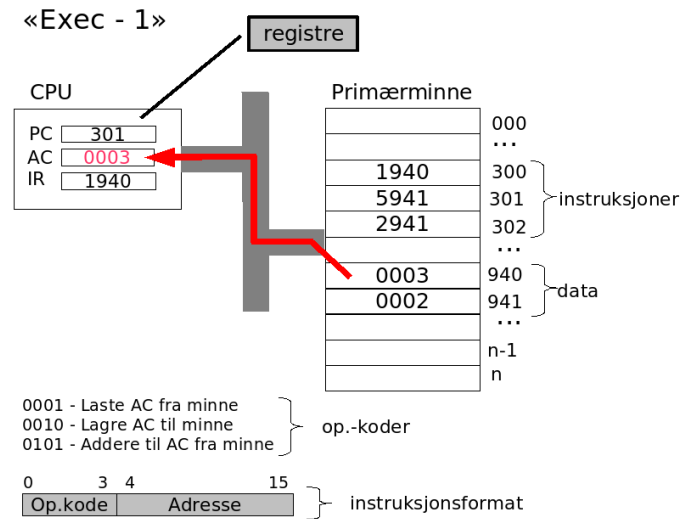 «Exec - 1»
registre
CPU
PC 301
AC 0003
IR 1940
Primærminne
000
...
1940 300
5941 301
2941 302
instruksjoner
...
0003 940
0002 941
data
...
n-1
n
0001 - Laste AC fra minne
0010 - Lagre AC til minne
0101 - Addere til AC fra minne
op.-koder
0 3 4 15
Op.kode Adresse
instruksjonsformat